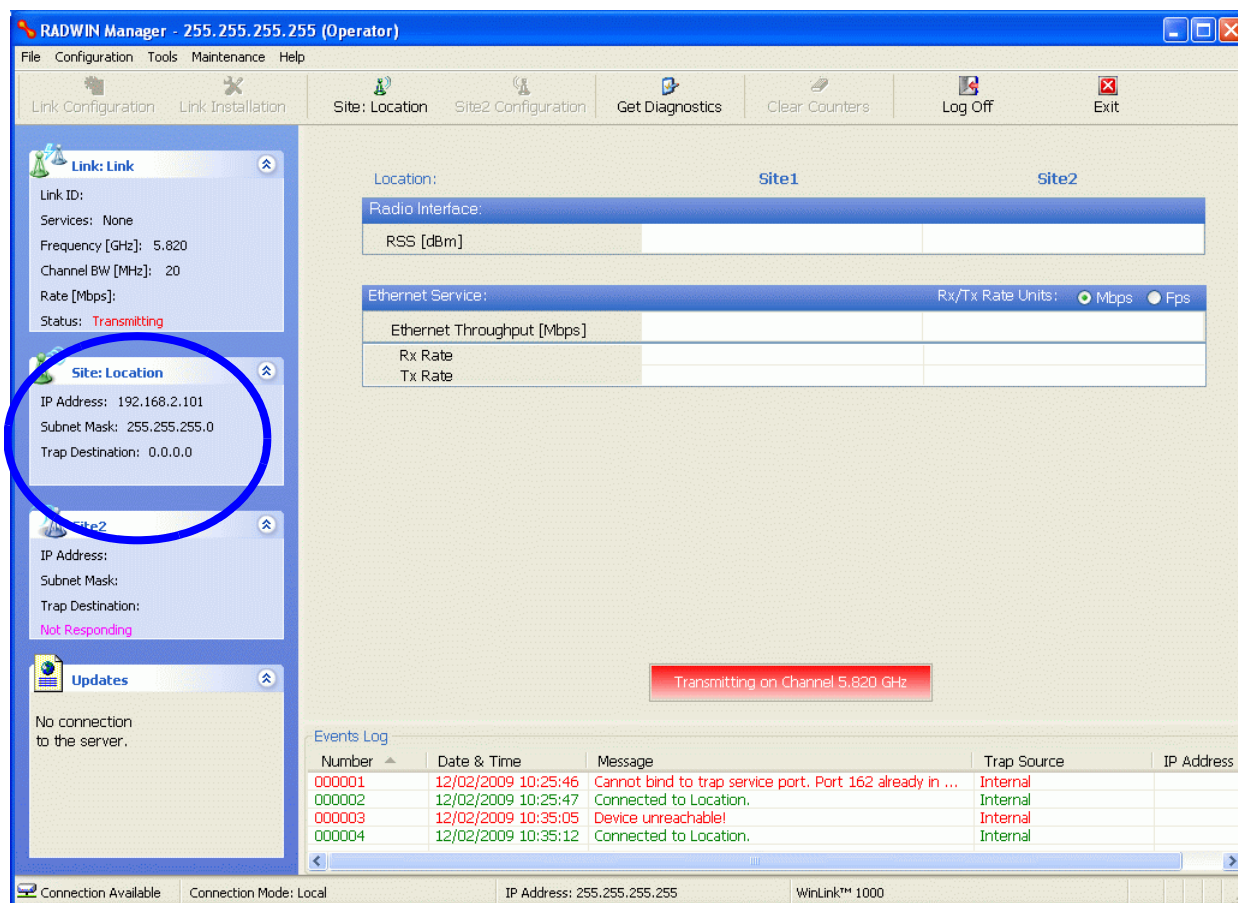 RADWIN Manager - 255.255.255.255 (Operator)
File Configuration Tools Maintenance Help
Link Configuration Link Installation Site: Location Site2 Configuration Get Diagnostics Clear Counters Log Off Exit
Link: Link
Link ID:
Services: None
Frequency [GHz]: 5.820
Channel BW [MHz]: 20
Rate [Mbps]:
Status: Transmitting
Site: Location
IP Address: 192.168.2.101
Subnet Mask: 255.255.255.0
Trap Destination: 0.0.0.0
Site2
IP Address:
Subnet Mask:
Trap Destination:
Not Responding
Updates
No connection
to the server.
Location: Site1 Site2
Radio Interface:
RSS [dBm]
Ethernet Service: Rx/Tx Rate Units: Mbps Fps
Ethernet Throughput [Mbps]
Rx Rate
Tx Rate
Transmitting on Channel 5.820 GHz
Events Log
Number Date & Time Message Trap Source IP Address
000001 12/02/2009 10:25:46 Cannot bind to trap service port. Port 162 already in ... Internal
000002 12/02/2009 10:25:47 Connected to Location. Internal
000003 12/02/2009 10:35:05 Device unreachable! Internal
000004 12/02/2009 10:35:12 Connected to Location. Internal
Connection Available Connection Mode: Local IP Address: 255.255.255.255 WinLink™ 1000